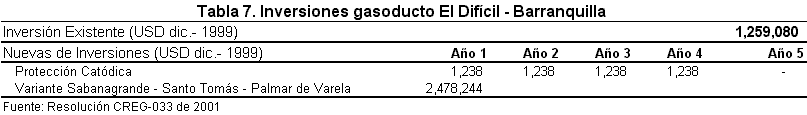 Tabla 7. Inversiones gasoducto El Difícil - Barranquilla
Inversión Existente (USD dic.- 1999) 1,259,080
Nuevas de Inversiones (USD dic.- 1999) Año 1 Año 2 Año 3 Año 4 Año 5
Protección Catódica 1,238 1,238 1,238 1,238 -
Variante Sabanagrande - Santo Tomás - Palmar de Varela 2,478,244
Fuente: Resolución CREG-033 de 2001